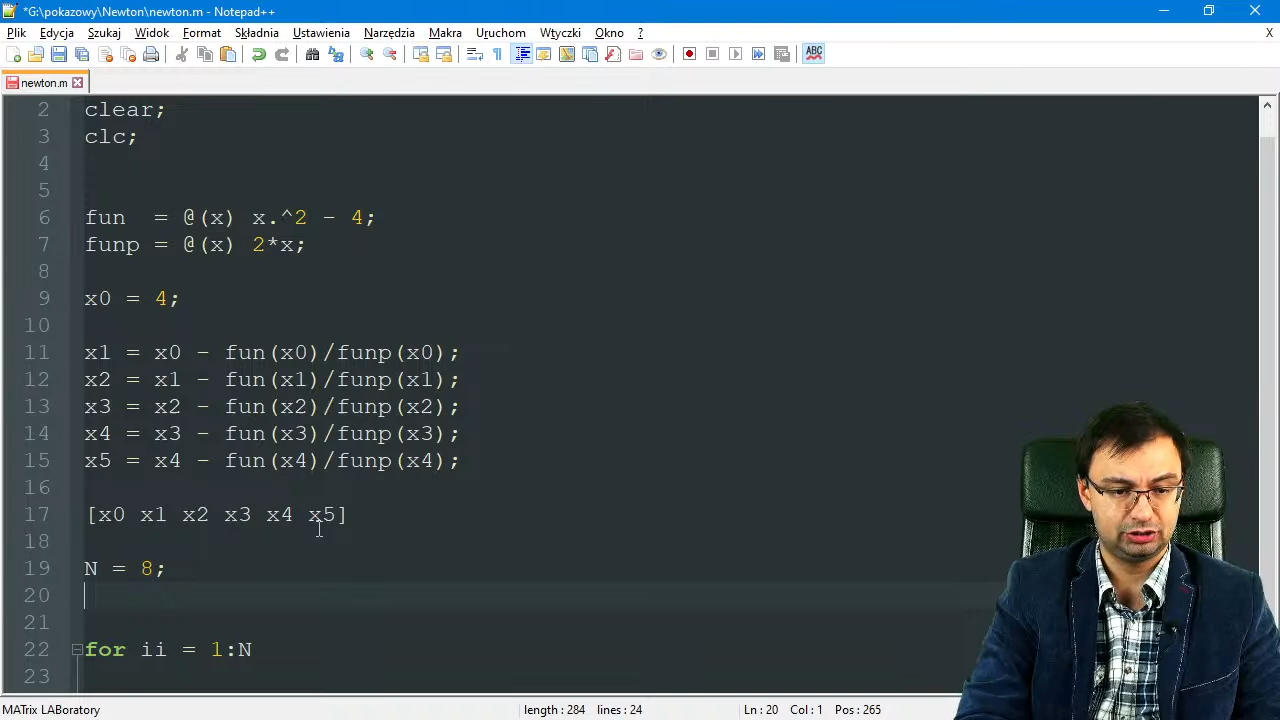 *G:\pokazowy\Newton\newton.m - Notepad++
Plik Edycja Szukaj Widok Format Składnia Ustawienia Narzędzia Makra Uruchom Wtyczki Okno ? X
ABC
newton.m
2 clear;
3 clc;
4
5
6 fun  = @(x) x.^2 - 4;
7 funp = @(x) 2*x;
8
9 x0 = 4;
10
11 x1 = x0 - fun(x0)/funp(x0);
12 x2 = x1 - fun(x1)/funp(x1);
13 x3 = x2 - fun(x2)/funp(x2);
14 x4 = x3 - fun(x3)/funp(x3);
15 x5 = x4 - fun(x4)/funp(x4);
16
17 [x0 x1 x2 x3 x4 x5]
18
19 N = 8;
20
21
22 for ii = 1:N
23
MATrix LABoratory length : 284 lines : 24 Ln : 20 Col : 1 Pos : 265